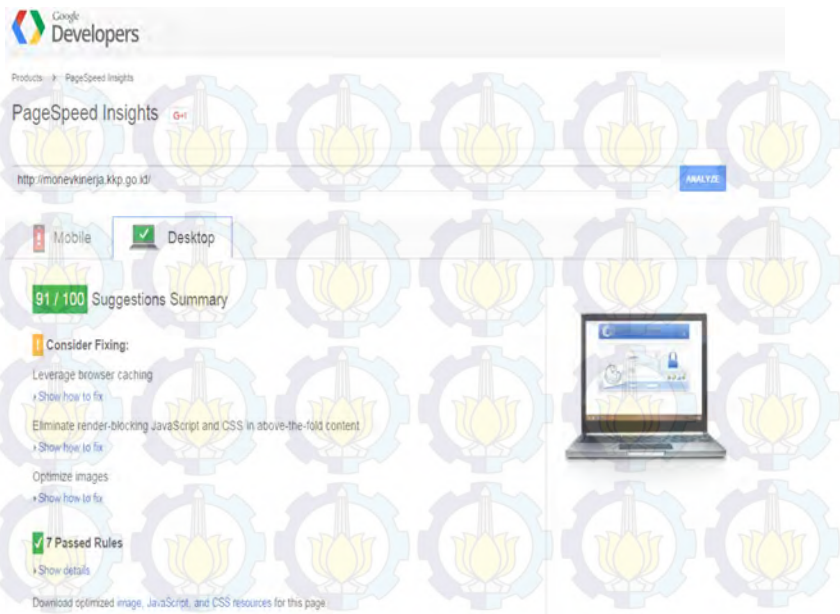 Google
Developers
Products > PageSpeed Insights
PageSpeed Insights G+1
http://monevkinerja.kkp.go.id/ ANALYZE
Mobile Desktop
91 / 100 Suggestions Summary
! Consider Fixing:
Leverage browser caching
Show how to fix
Eliminate render-blocking JavaScript and CSS in above-the-fold content
Show how to fix
Optimize images
Show how to fix
7 Passed Rules
Show details
Download optimized image, JavaScript, and CSS resources for this page